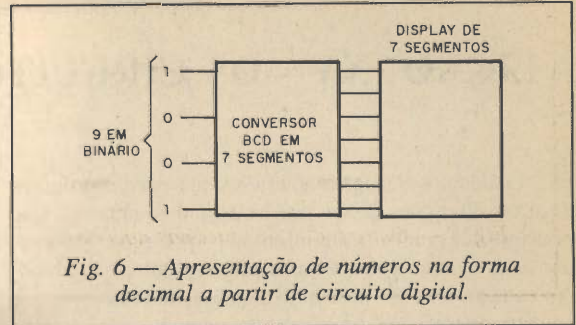 DISPLAY DE
7 SEGMENTOS
1
0
9 EM
BINÁRIO
0
1
CONVERSOR
BCD EM
7 SEGMENTOS
Fig. 6 — Apresentação de números na forma
decimal a partir de circuito digital.